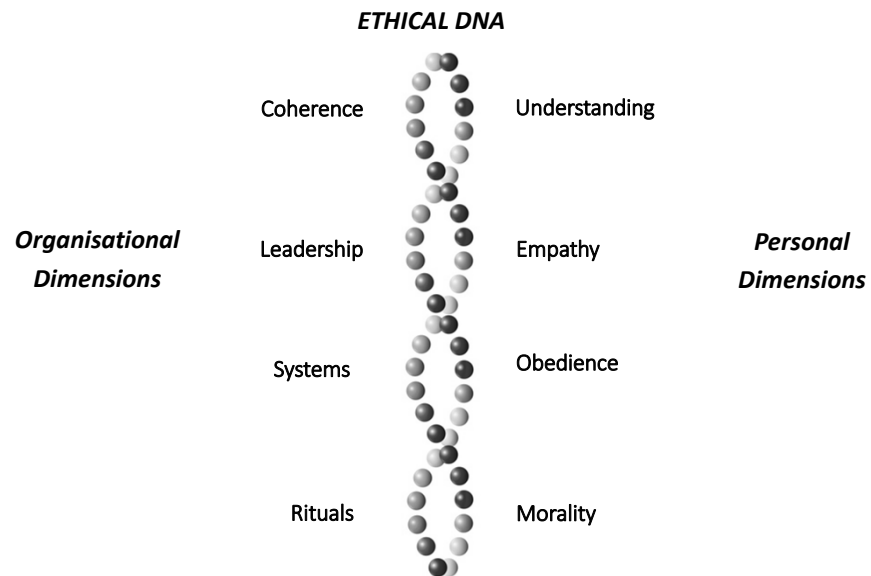 ETHICAL DNA
Coherence
Understanding
Organisational
Dimensions
Leadership
Empathy
Personal
Dimensions
Systems
Obedience
Rituals
Morality